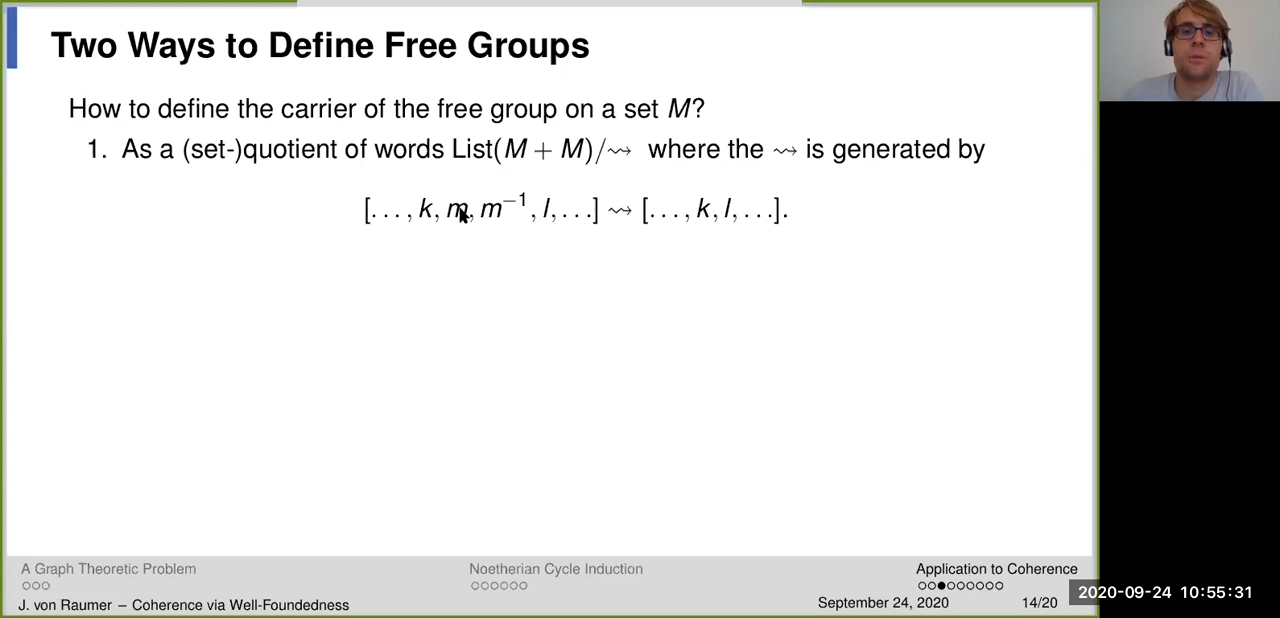 Two Ways to Define Free Groups
How to define the carrier of the free group on a set M?
1. As a (set-)quotient of words List(M + M)/⇝ where the ⇝ is generated by
[…, k, m, m⁻¹, l, …] ⇝ […, k, l, …].
A Graph Theoretic Problem
Noetherian Cycle Induction
Application to Coherence
J. von Raumer – Coherence via Well-Foundedness
September 24, 2020
14/20
2020-09-24 10:55:31